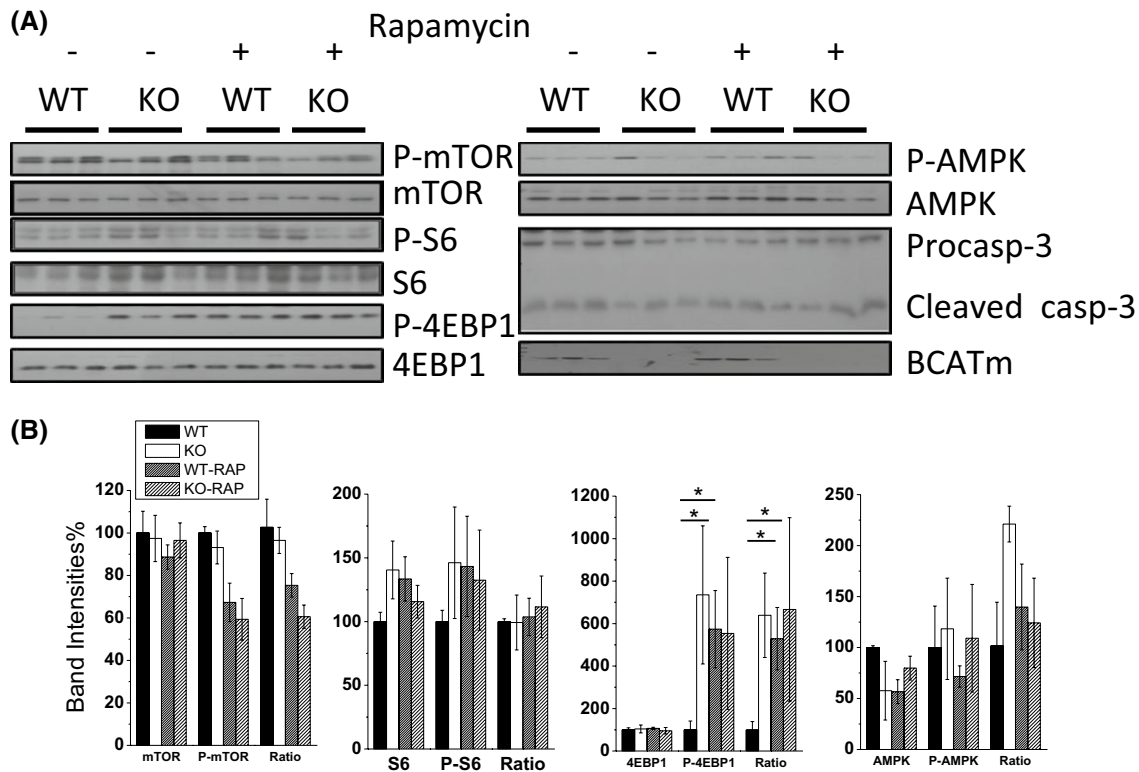 (A)
Rapamycin
- - + +
WT KO WT KO
P-mTOR
mTOR
P-S6
S6
P-4EBP1
4EBP1
- - + +
WT KO WT KO
P-AMPK
AMPK
Procasp-3
Cleaved casp-3
BCATm
(B)
WT
KO
WT-RAP
KO-RAP
Band Intensities%
120
100
80
60
40
20
0
mTOR P-mTOR Ratio
200
150
100
50
0
S6 P-S6 Ratio
1200
1000
800
600
400
200
0
* *
* *
4EBP1 P-4EBP1 Ratio
250
200
150
100
50
0
AMPK P-AMPK Ratio